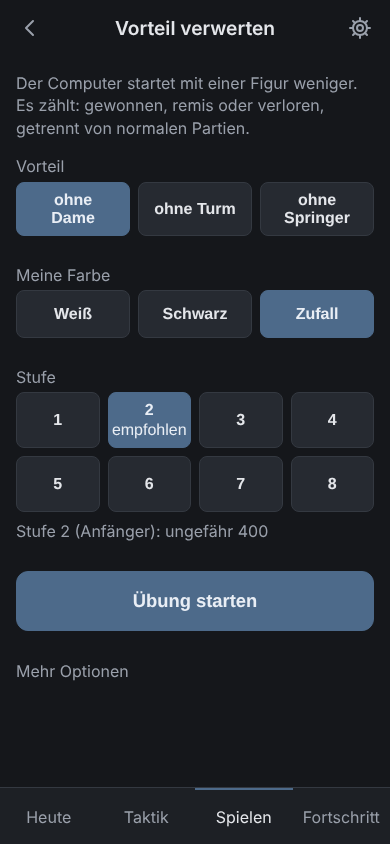 Vorteil verwerten
Der Computer startet mit einer Figur weniger.
Es zählt: gewonnen, remis oder verloren,
getrennt von normalen Partien.
Vorteil
ohne
Dame
ohne Turm
ohne
Springer
Meine Farbe
Weiß
Schwarz
Zufall
Stufe
1
2
empfohlen
3
4
5
6
7
8
Stufe 2 (Anfänger): ungefähr 400
Übung starten
Mehr Optionen
Heute
Taktik
Spielen
Fortschritt